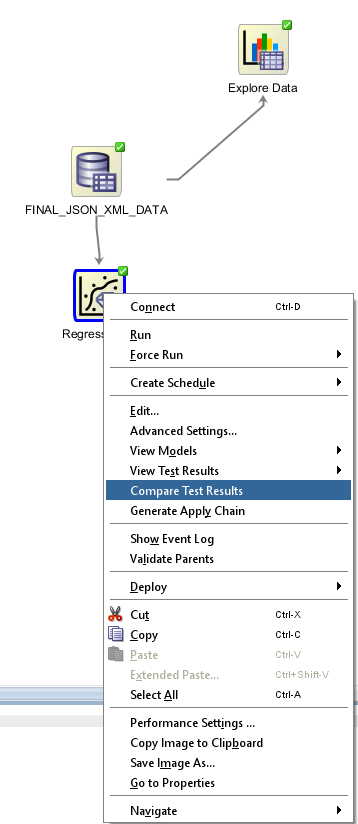 Explore Data
FINAL_JSON_XML_DATA
Regress
Connect Ctrl-D
Run
Force Run
Create Schedule
Edit...
Advanced Settings...
View Models
View Test Results
Compare Test Results
Generate Apply Chain
Show Event Log
Validate Parents
Deploy
Cut Ctrl-X
Copy Ctrl-C
Paste Ctrl-V
Extended Paste... Ctrl+Shift-V
Select All Ctrl-A
Performance Settings ...
Copy Image to Clipboard
Save Image As...
Go to Properties
Navigate